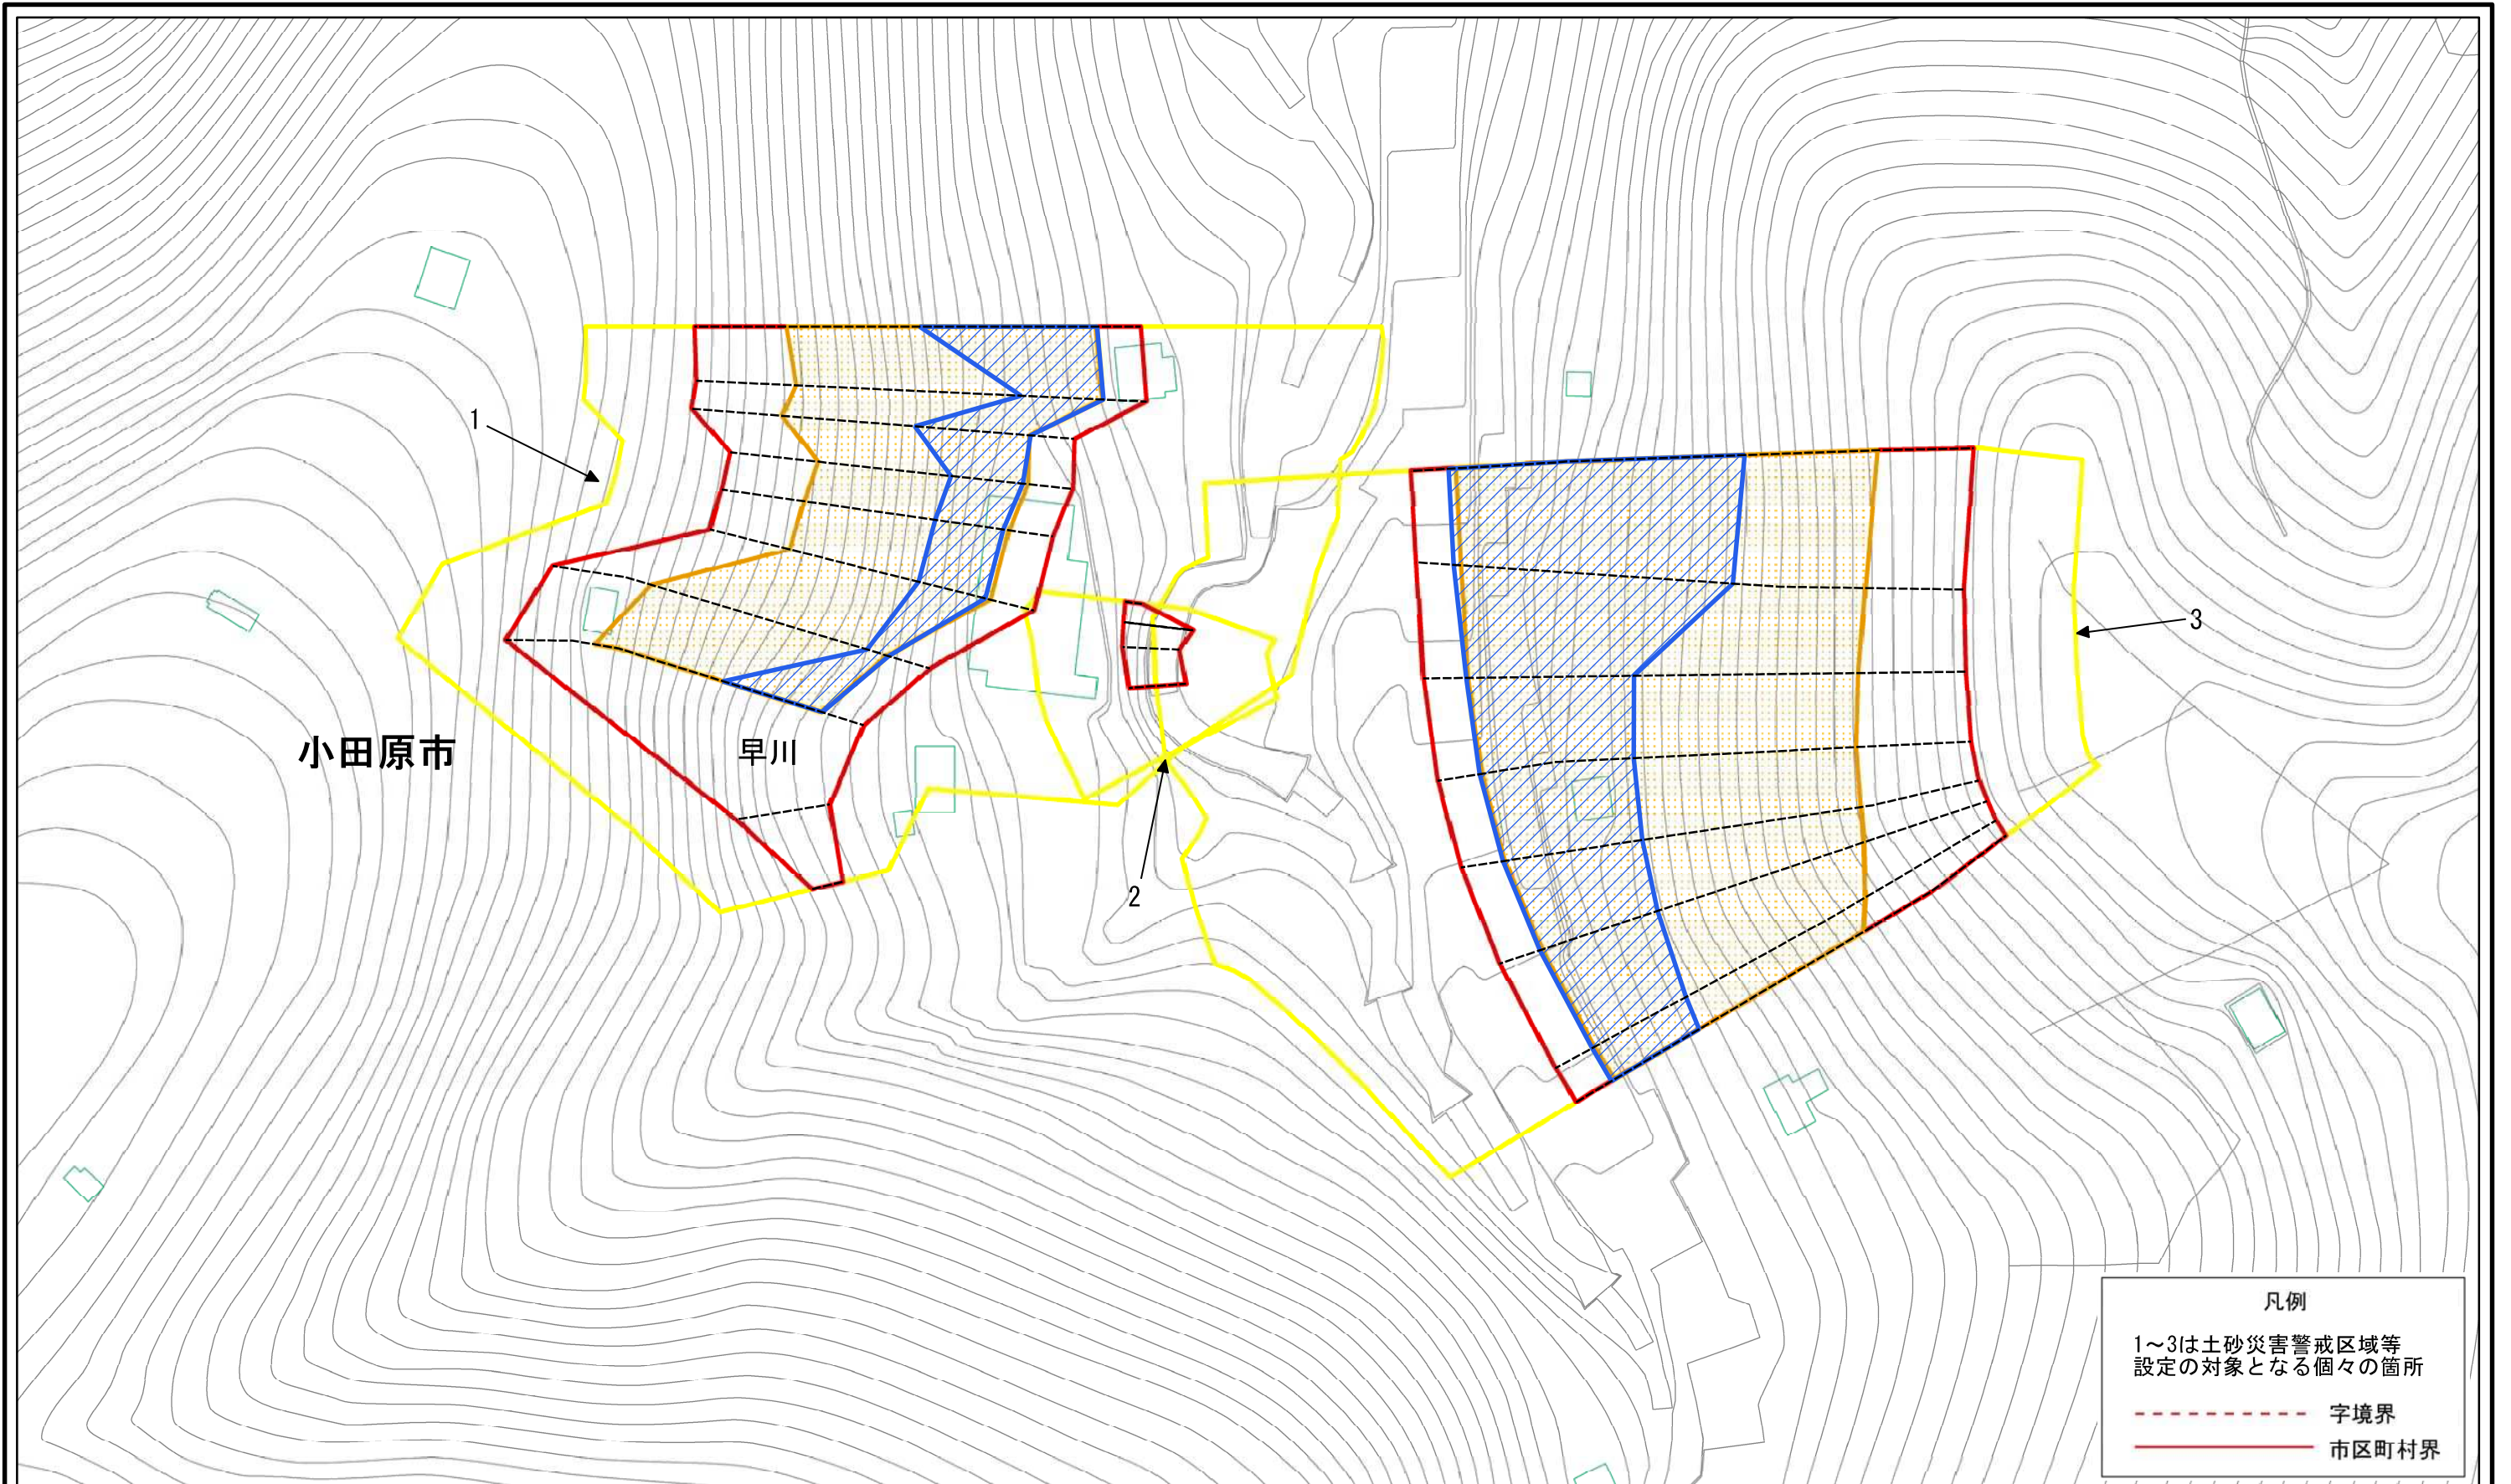 1
3
小田原市
早川
2
凡例
1~3は土砂災害警戒区域等
設定の対象となる個々の箇所
字境界
市区町村界